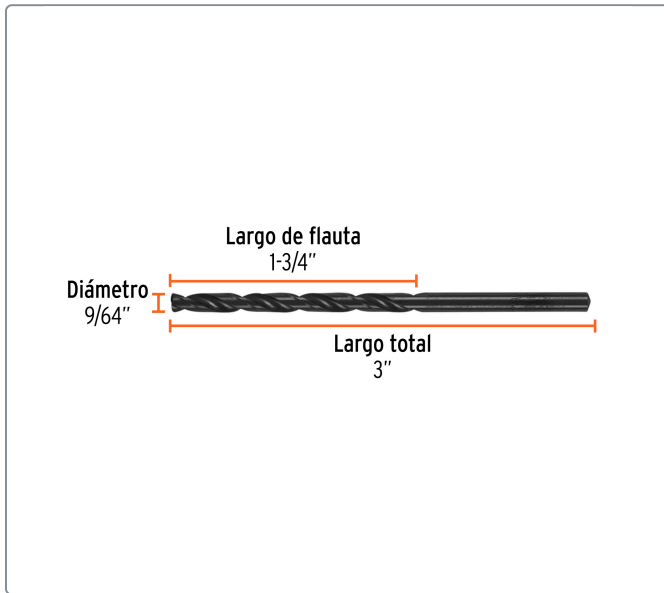 Largo de flauta
1-3/4”
Diámetro
9/64”
Largo total
3”